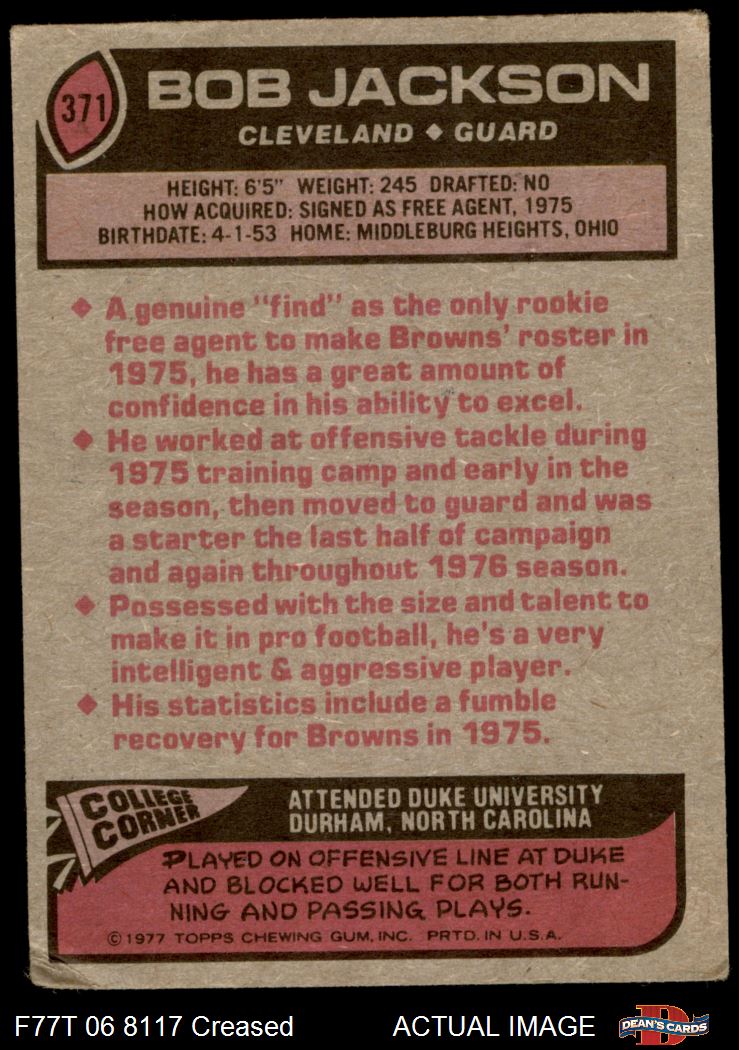 371
BOB JACKSON
CLEVELAND ◆ GUARD
HEIGHT: 6'5" WEIGHT: 245 DRAFTED: NO
HOW ACQUIRED: SIGNED AS FREE AGENT, 1975
BIRTHDATE: 4-1-53 HOME: MIDDLEBURG HEIGHTS, OHIO
◆ A genuine "find" as the only rookie
free agent to make Browns' roster in
1975, he has a great amount of
confidence in his ability to excel.
◆ He worked at offensive tackle during
1975 training camp and early in the
season, then moved to guard and was
a starter the last half of campaign
and again throughout 1976 season.
◆ Possessed with the size and talent to
make it in pro football, he's a very
intelligent & aggressive player.
◆ His statistics include a fumble
recovery for Browns in 1975.
COLLEGE
CORNER
ATTENDED DUKE UNIVERSITY
DURHAM, NORTH CAROLINA
PLAYED ON OFFENSIVE LINE AT DUKE
AND BLOCKED WELL FOR BOTH RUN-
NING AND PASSING PLAYS.
© 1977 TOPPS CHEWING GUM, INC. PRTD. IN U.S.A.
F77T 06 8117 Creased
ACTUAL IMAGE
D
DEAN'S CARDS